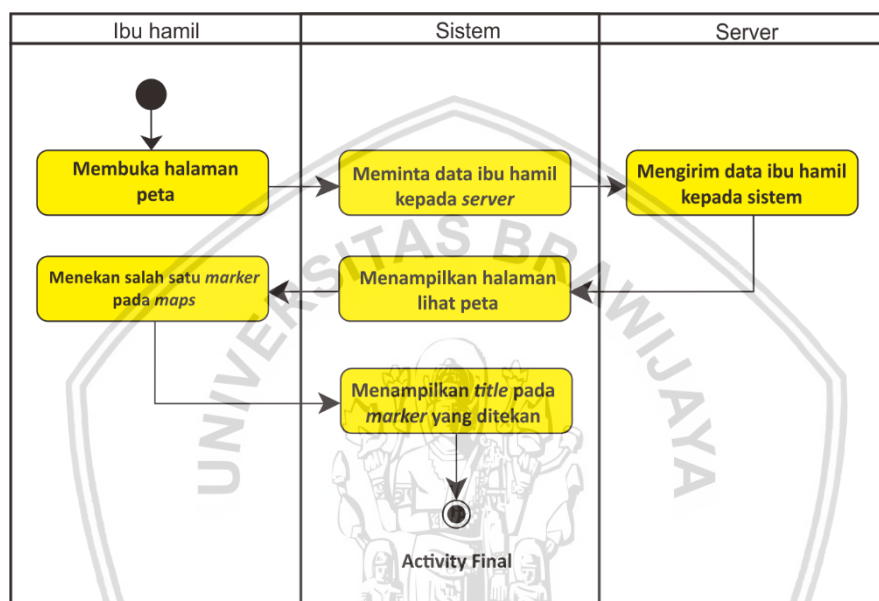 Ibu hamil
Sistem
Server
Membuka halaman
peta
Meminta data ibu hamil
kepada server
Mengirim data ibu hamil
kepada sistem
Menekan salah satu marker
pada maps
Menampilkan halaman
lihat peta
Menampilkan title pada
marker yang ditekan
Activity Final
UNIVERSITAS BRAWIJAYA